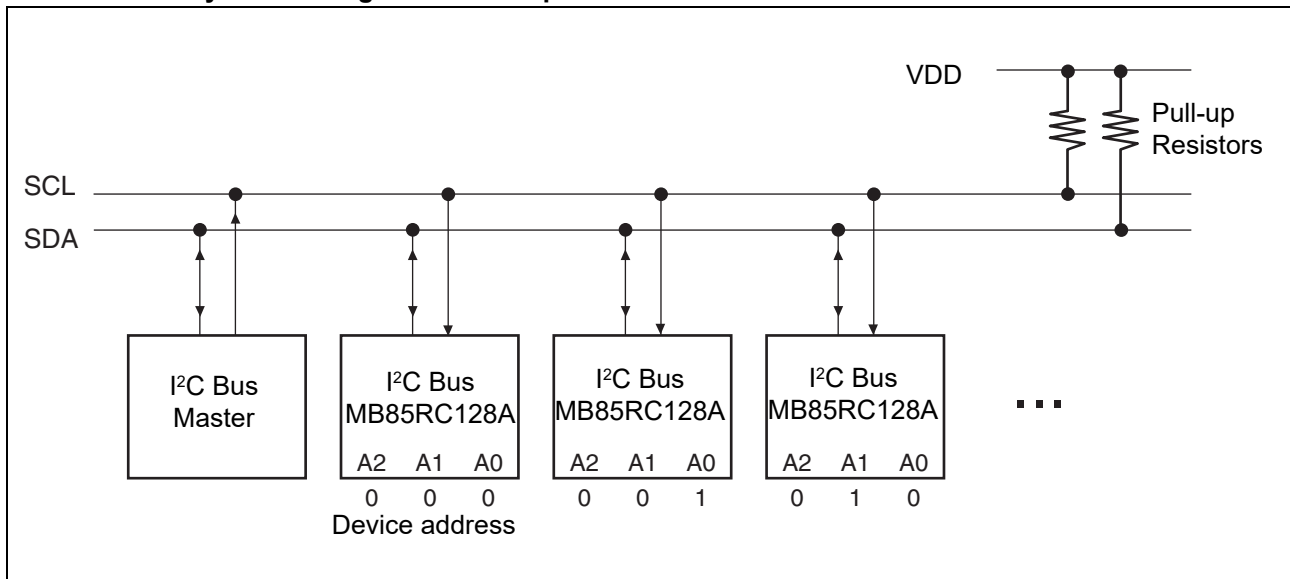 VDD
Pull-up
Resistors
SCL
SDA
I²C Bus
Master
I²C Bus
MB85RC128A
A2 A1 A0
0 0 0
Device address
I²C Bus
MB85RC128A
A2 A1 A0
0 0 1
I²C Bus
MB85RC128A
A2 A1 A0
0 1 0
...